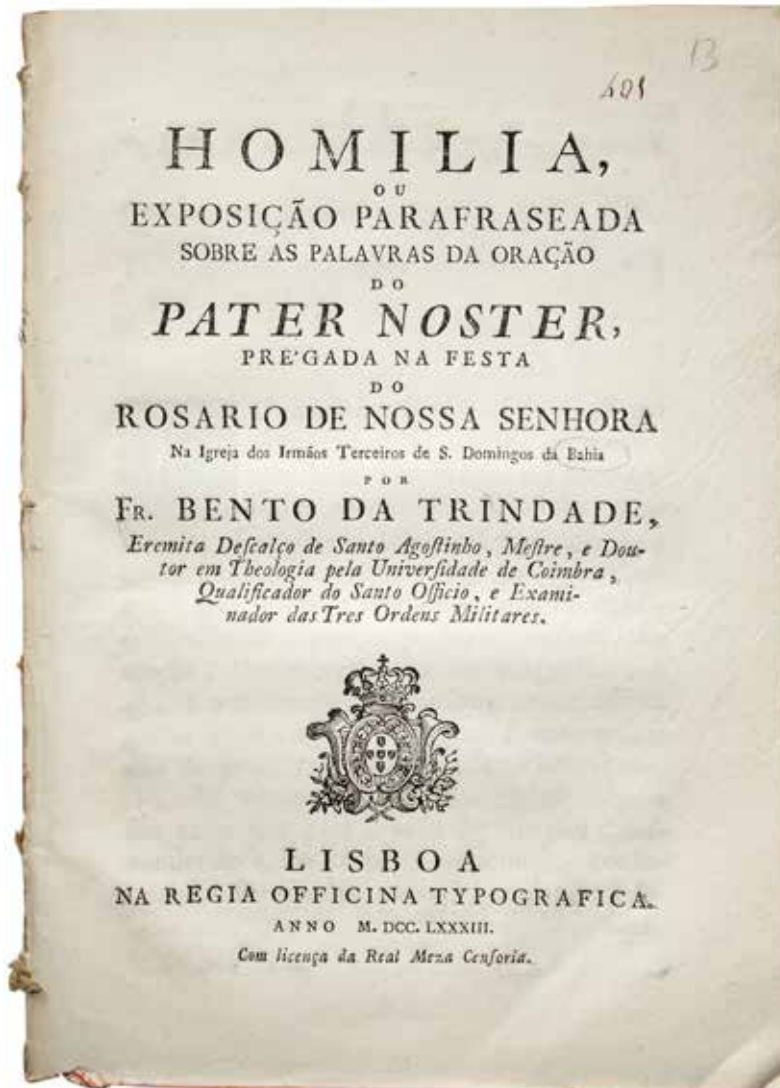 13
401
HOMILIA,
OU
EXPOSIÇÃO PARAFRASEADA
SOBRE AS PALAVRAS DA ORAÇÃO
DO
PATER NOSTER,
PRE'GADA NA FESTA
DO
ROSARIO DE NOSSA SENHORA
Na Igreja dos Irmãos Terceiros de S. Domingos da Bahia
POR
FR. BENTO DA TRINDADE,
Eremita Deſcalço de Santo Agoſtinho, Meſtre, e Dou-
tor em Theologia pela Univerſidade de Coimbra,
Qualificador do Santo Officio, e Exami-
nador das Tres Ordens Militares.
LISBOA
NA REGIA OFFICINA TYPOGRAFICA.
ANNO M. DCC. LXXXIII.
Com licença da Real Meza Cenſoria.